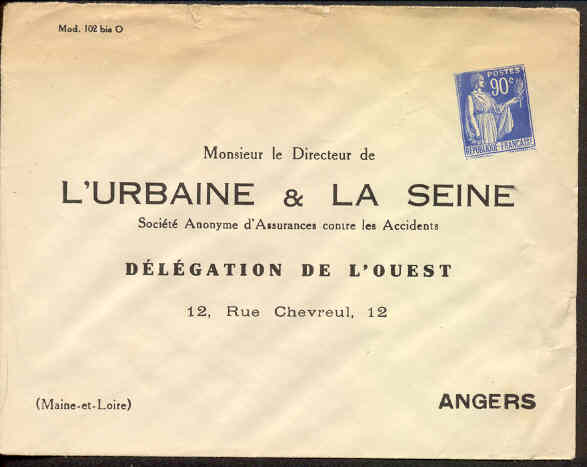 Mod. 102 bis O
POSTES
90c
RÉPUBLIQUE FRANÇAISE
Monsieur le Directeur de
L'URBAINE & LA SEINE
Société Anonyme d'Assurances contre les Accidents
DÉLÉGATION DE L'OUEST
12, Rue Chevreul, 12
(Maine-et-Loire)
ANGERS